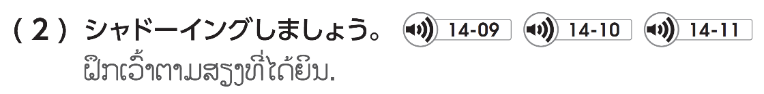 (2) シャドーイングしましょう。 14-09 14-10 14-11
ຝຶກເວົ້າຕາມສຽງທີ່ໄດ້ຍິນ.